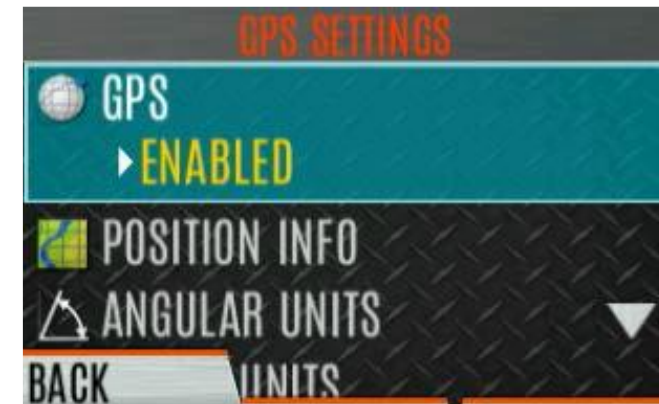 GPS SETTINGS
GPS
ENABLED
POSITION INFO
ANGULAR UNITS
BACK
UNITS